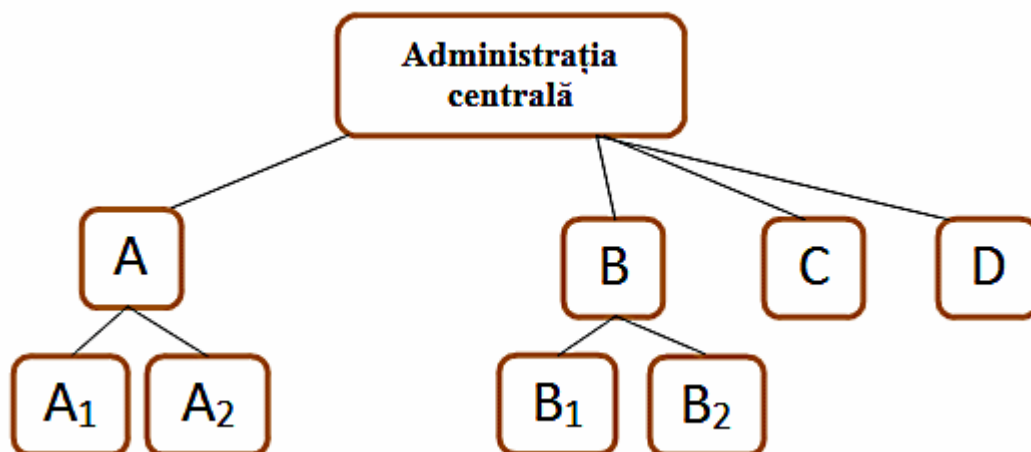 Administrația
centrală
A
B
C
D
A₁
A₂
B₁
B₂